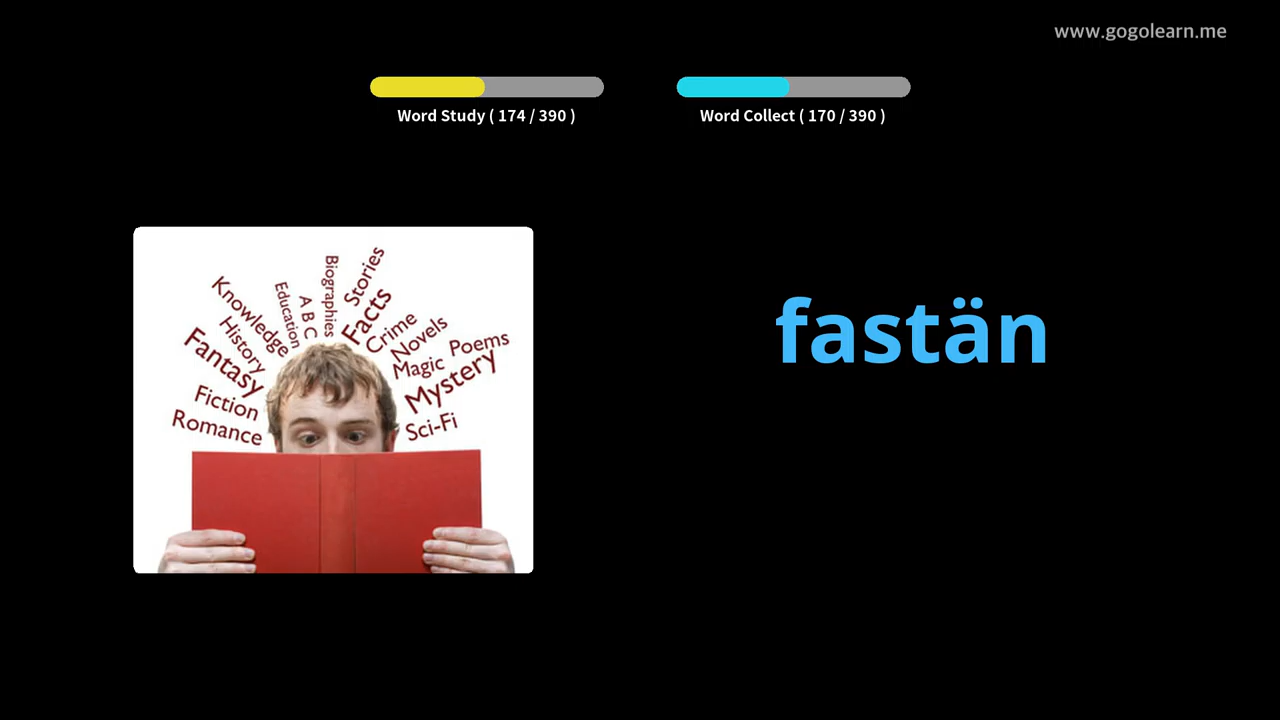 www.gogolearn.me
Word Study ( 174 / 390 )
Word Collect ( 170 / 390 )
fastän
Knowledge
History
Fantasy
Fiction
Romance
Education
A B C
Biographies
Stories
Facts
Crime
Novels
Magic
Poems
Mystery
Sci-Fi